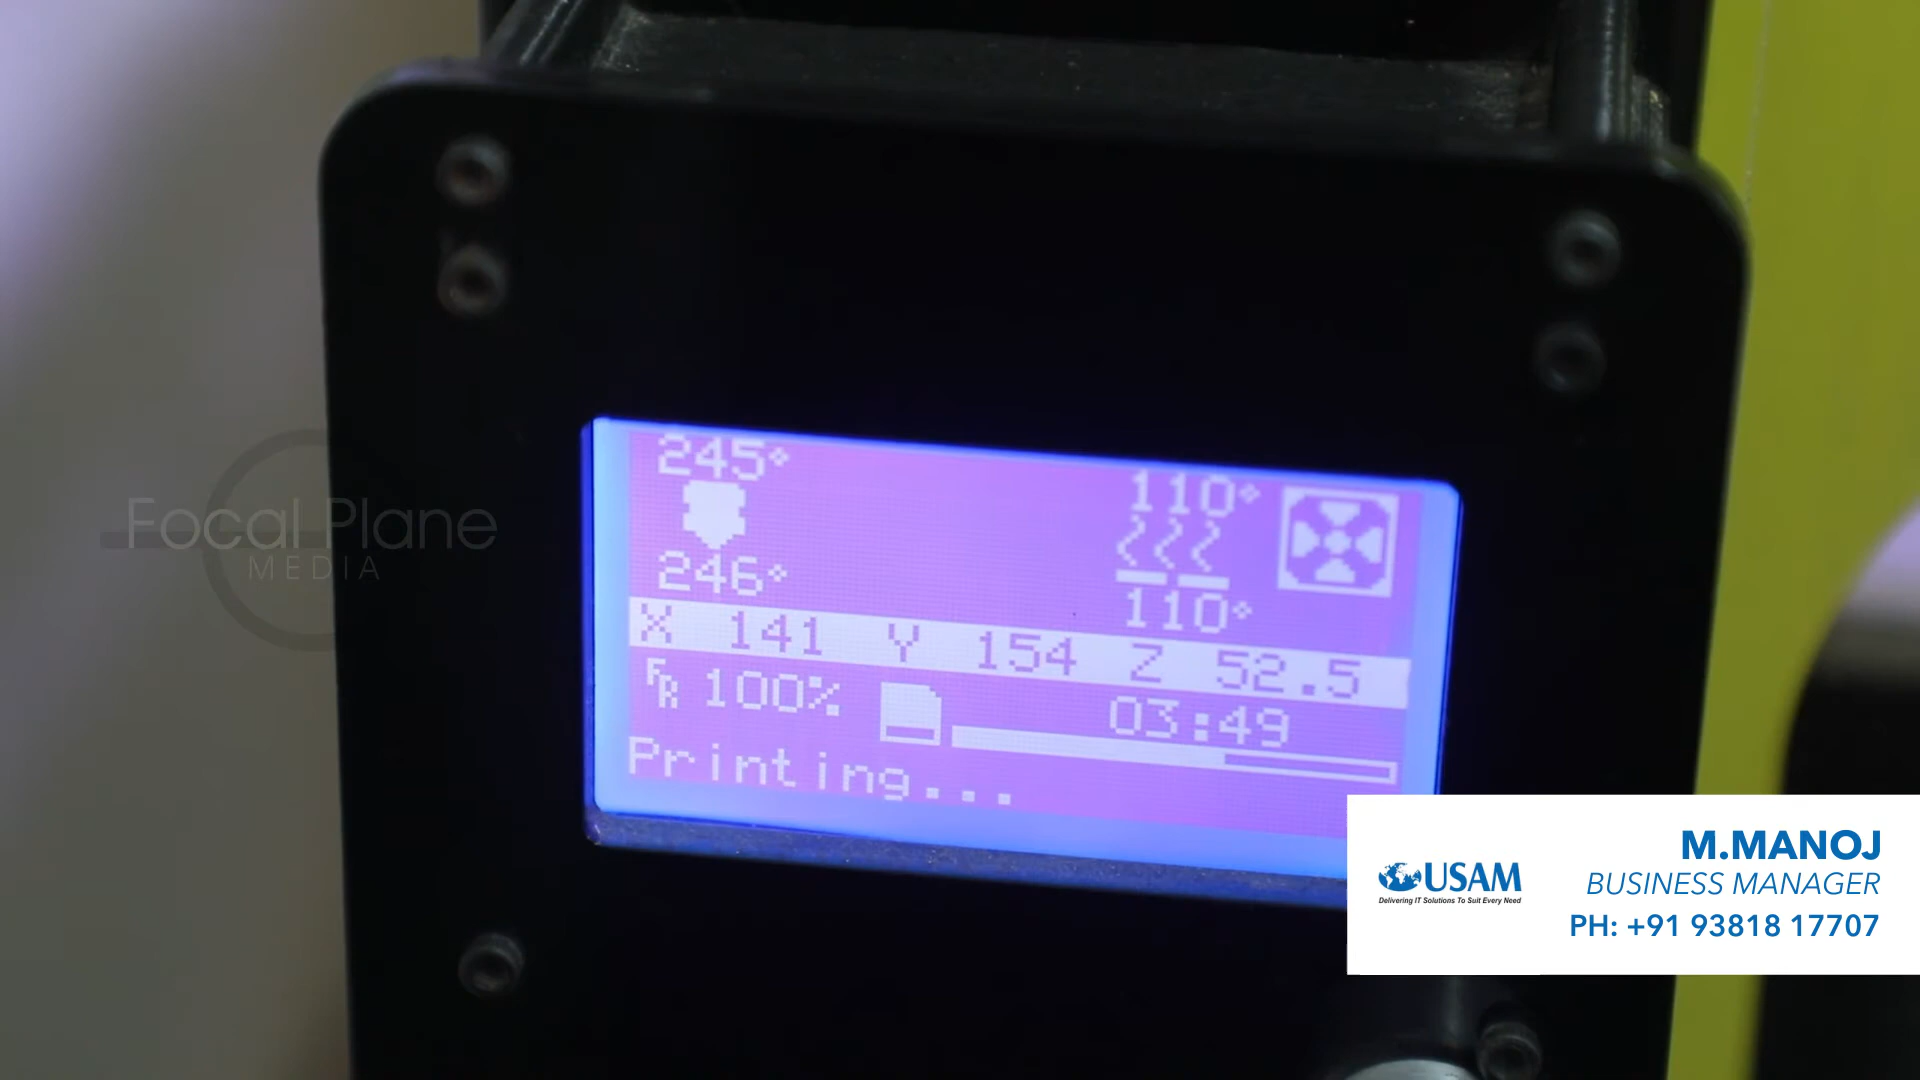 245°
110°
246°
110°
X 141 Y 154 Z 52.5
FR 100%
03:49
Printing...
Focal Plane
MEDIA
USAM
Delivering IT Solutions To Suit Every Need
M.MANOJ
BUSINESS MANAGER
PH: +91 93818 17707